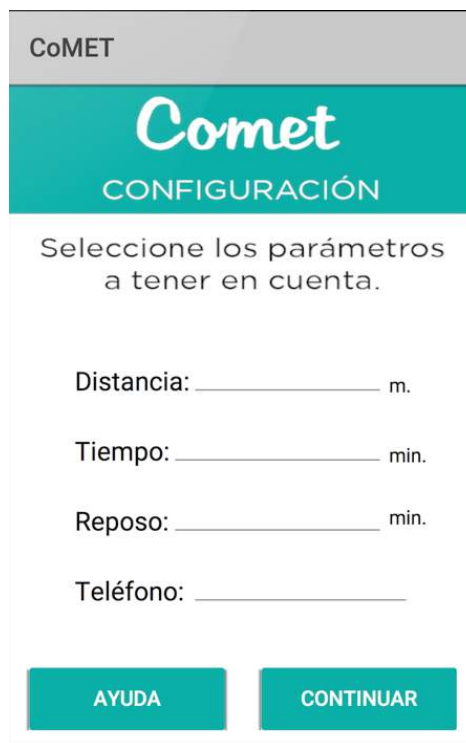 CoMET
Comet
CONFIGURACIÓN
Seleccione los parámetros
a tener en cuenta.
Distancia: m.
Tiempo: min.
Reposo: min.
Teléfono:
AYUDA CONTINUAR